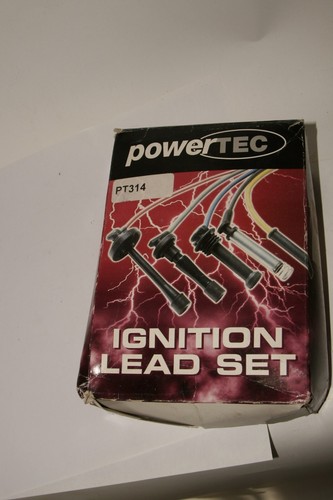 powerTEC
PT314
IGNITION
LEAD SET